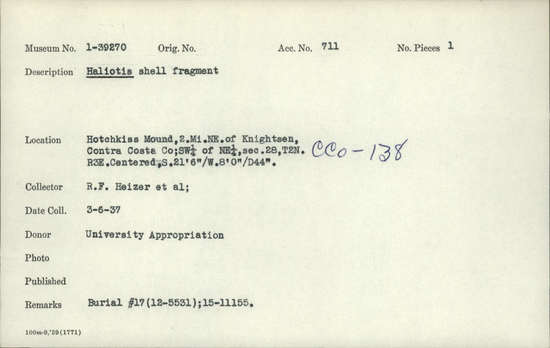 Museum No. 1-39270 Orig. No. Acc. No. 711 No. Pieces 1
Description Haliotis shell fragment
Location Hotchkiss Mound,2.Mi.NE.of Knightsen,
Contra Costa Co;SW¼ of NE¼,sec.28,T2N. CCo-138
R3E.Centered,S.21'6"/W.8'0"/D44".
Collector R.F. Heizer et al;
Date Coll. 3-6-37
Donor University Appropriation
Photo
Published
Remarks Burial #17(12-5531);15-11155.
100m-9,'39(1771)